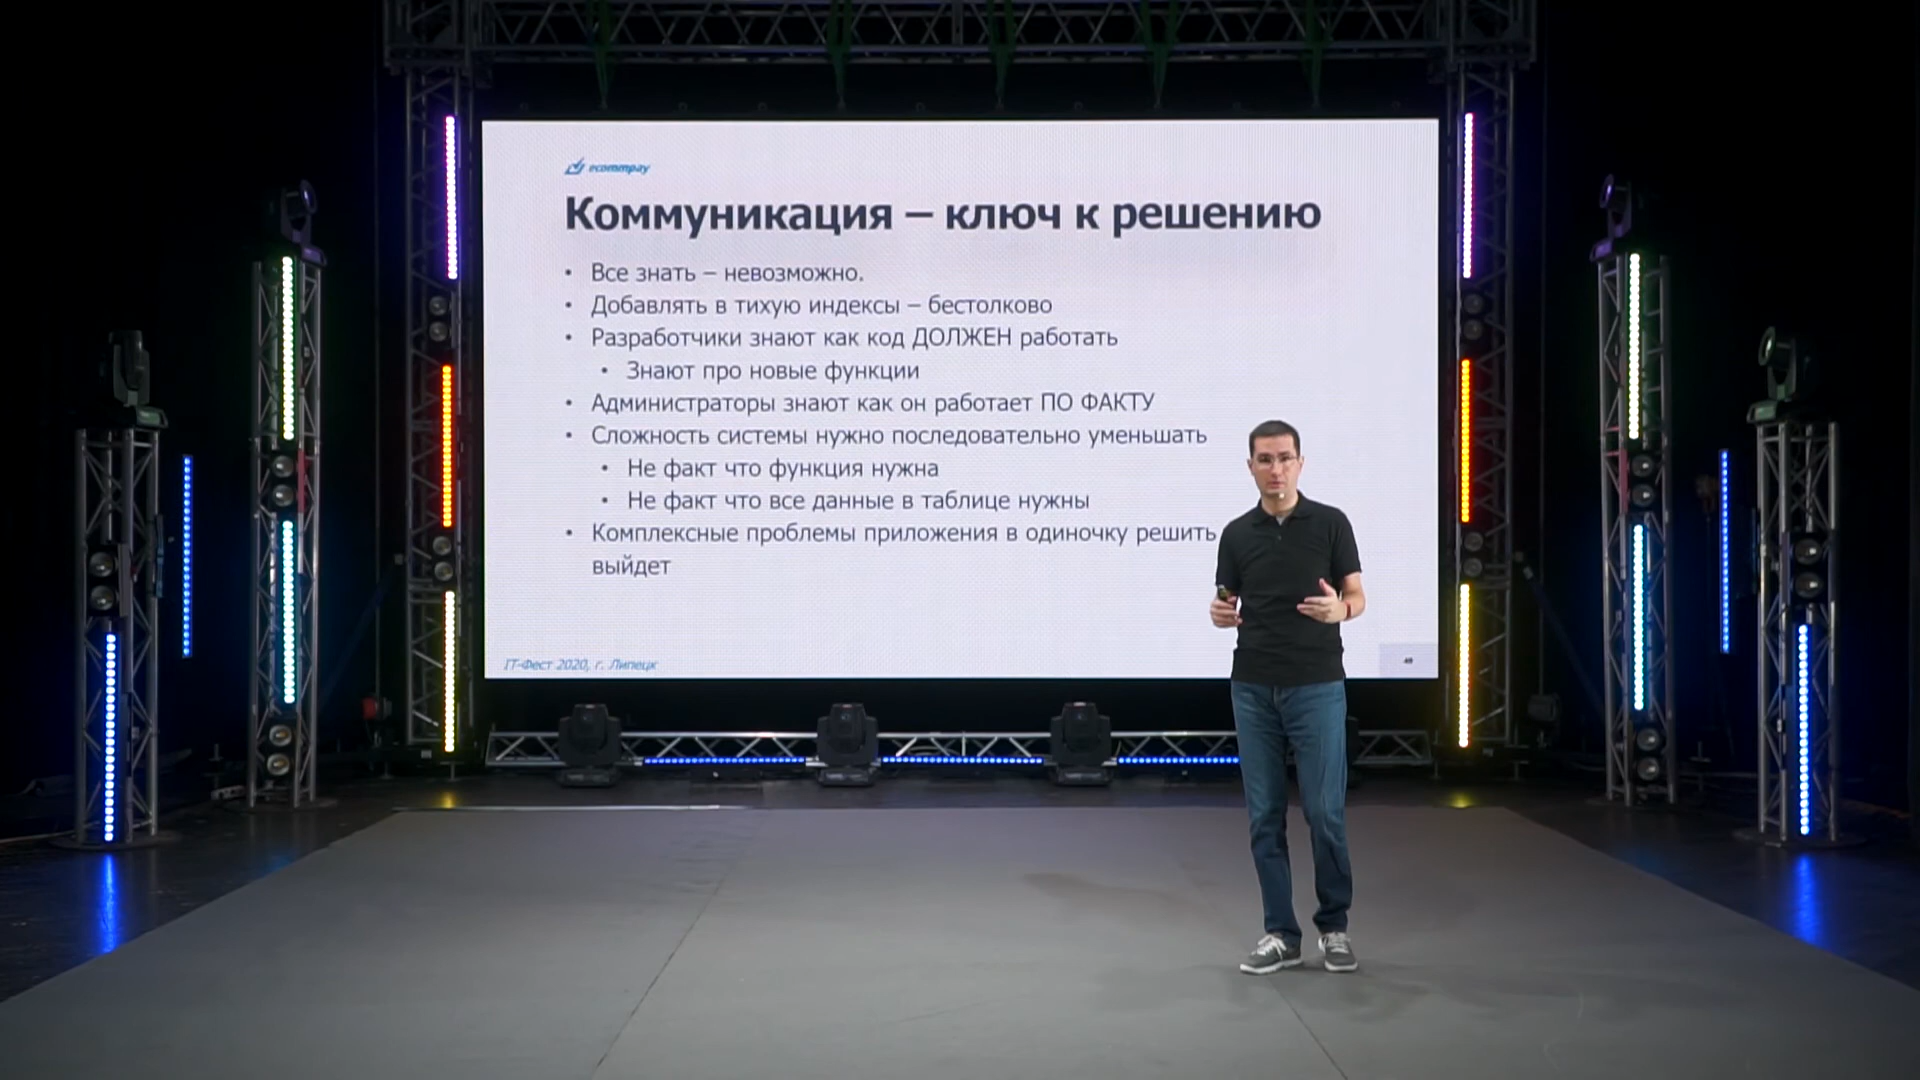 ecommpay
Коммуникация – ключ к решению
• Все знать – невозможно.
• Добавлять в тихую индексы – бестолково
• Разработчики знают как код ДОЛЖЕН работать
• Знают про новые функции
• Администраторы знают как он работает ПО ФАКТУ
• Сложность системы нужно последовательно уменьшать
• Не факт что функция нужна
• Не факт что все данные в таблице нужны
• Комплексные проблемы приложения в одиночку решить
выйдет
IT-Фест 2020, г. Липецк